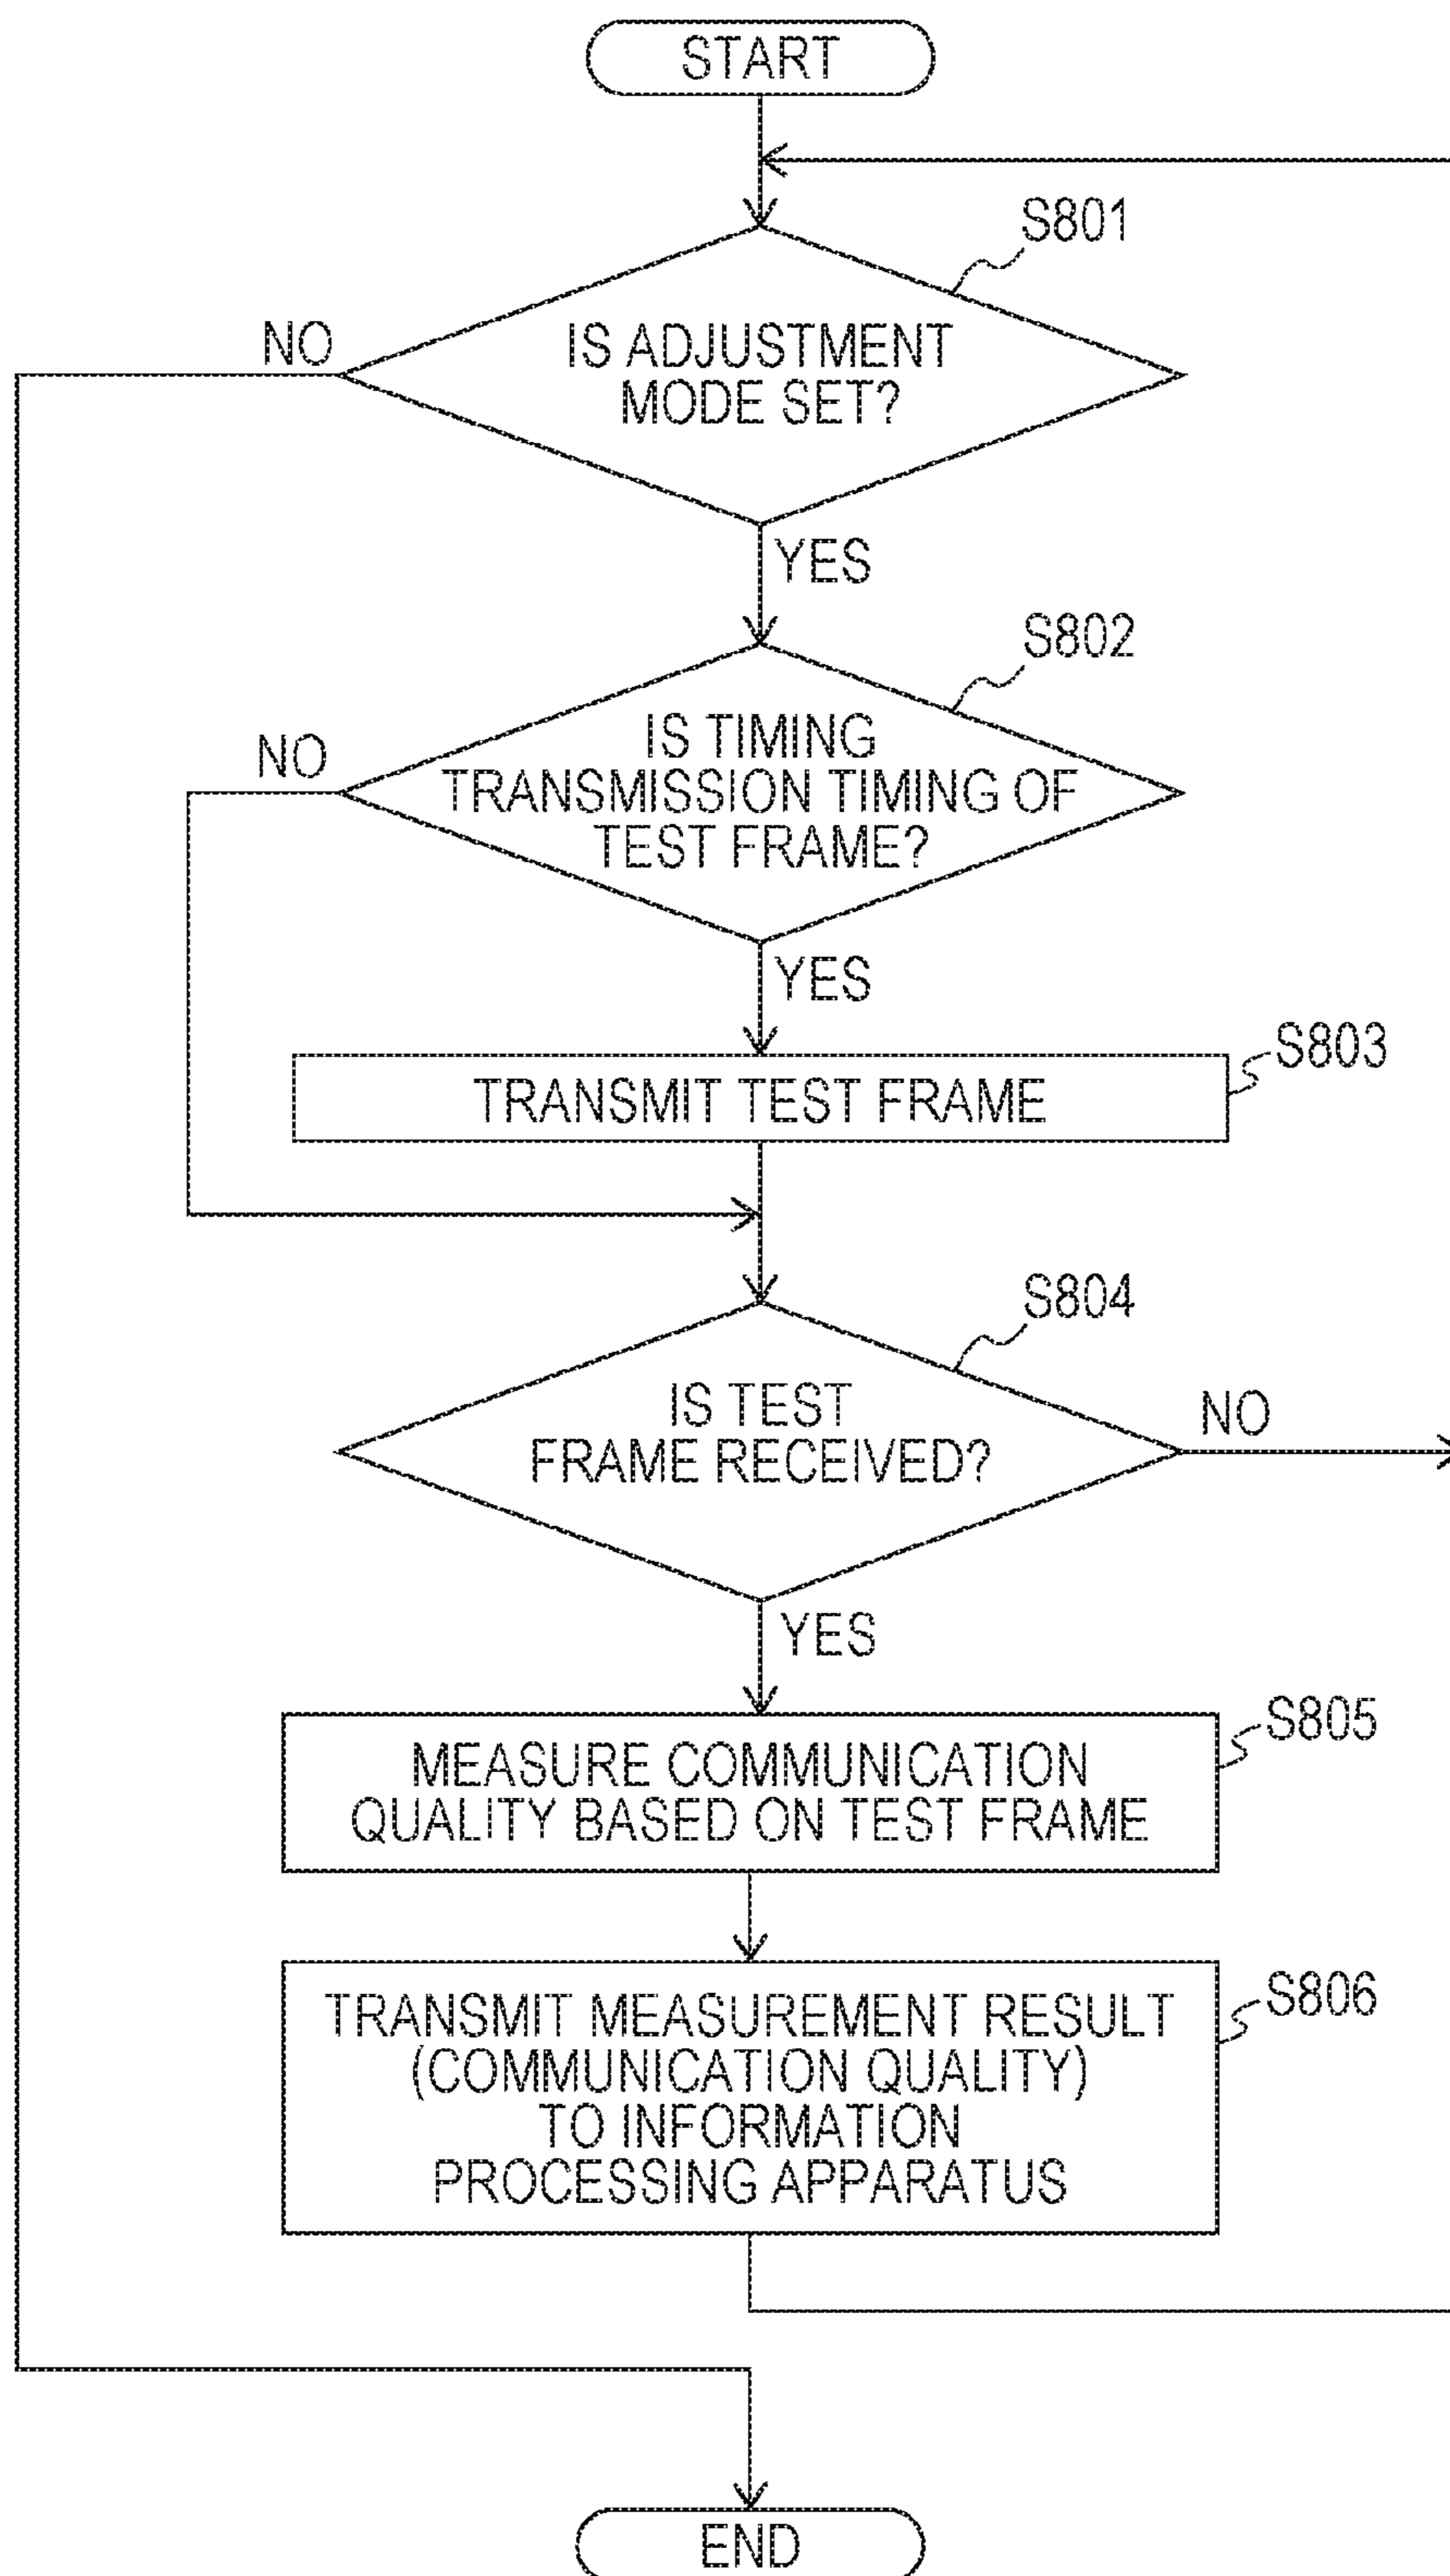 START
S801
IS ADJUSTMENT
MODE SET?
NO
YES
S802
IS TIMING
TRANSMISSION TIMING OF
TEST FRAME?
NO
YES
S803
TRANSMIT TEST FRAME
S804
IS TEST
FRAME RECEIVED?
NO
YES
S805
MEASURE COMMUNICATION
QUALITY BASED ON TEST FRAME
S806
TRANSMIT MEASUREMENT RESULT
(COMMUNICATION QUALITY)
TO INFORMATION
PROCESSING APPARATUS
END